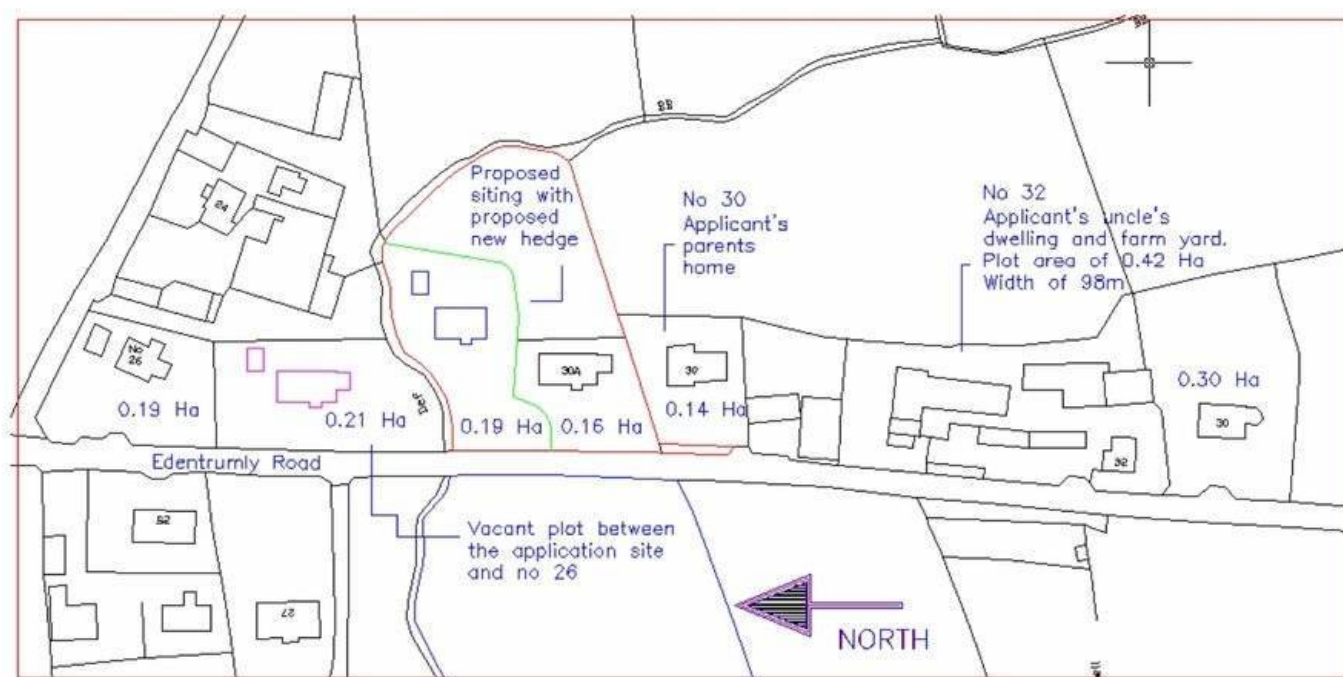 BB
Proposed
siting with
proposed
new hedge
No 30
Applicant's
parents
home
No 32
Applicant's uncle's
dwelling and farm yard.
Plot area of 0.42 Ha
Width of 98m
24
No
26
30A
30
30
32
0.19 Ha
0.21 Ha
Def
0.19 Ha
0.16 Ha
0.14 Ha
0.30 Ha
Edentrumly Road
Vacant plot between
the application site
and no 26
27
NORTH